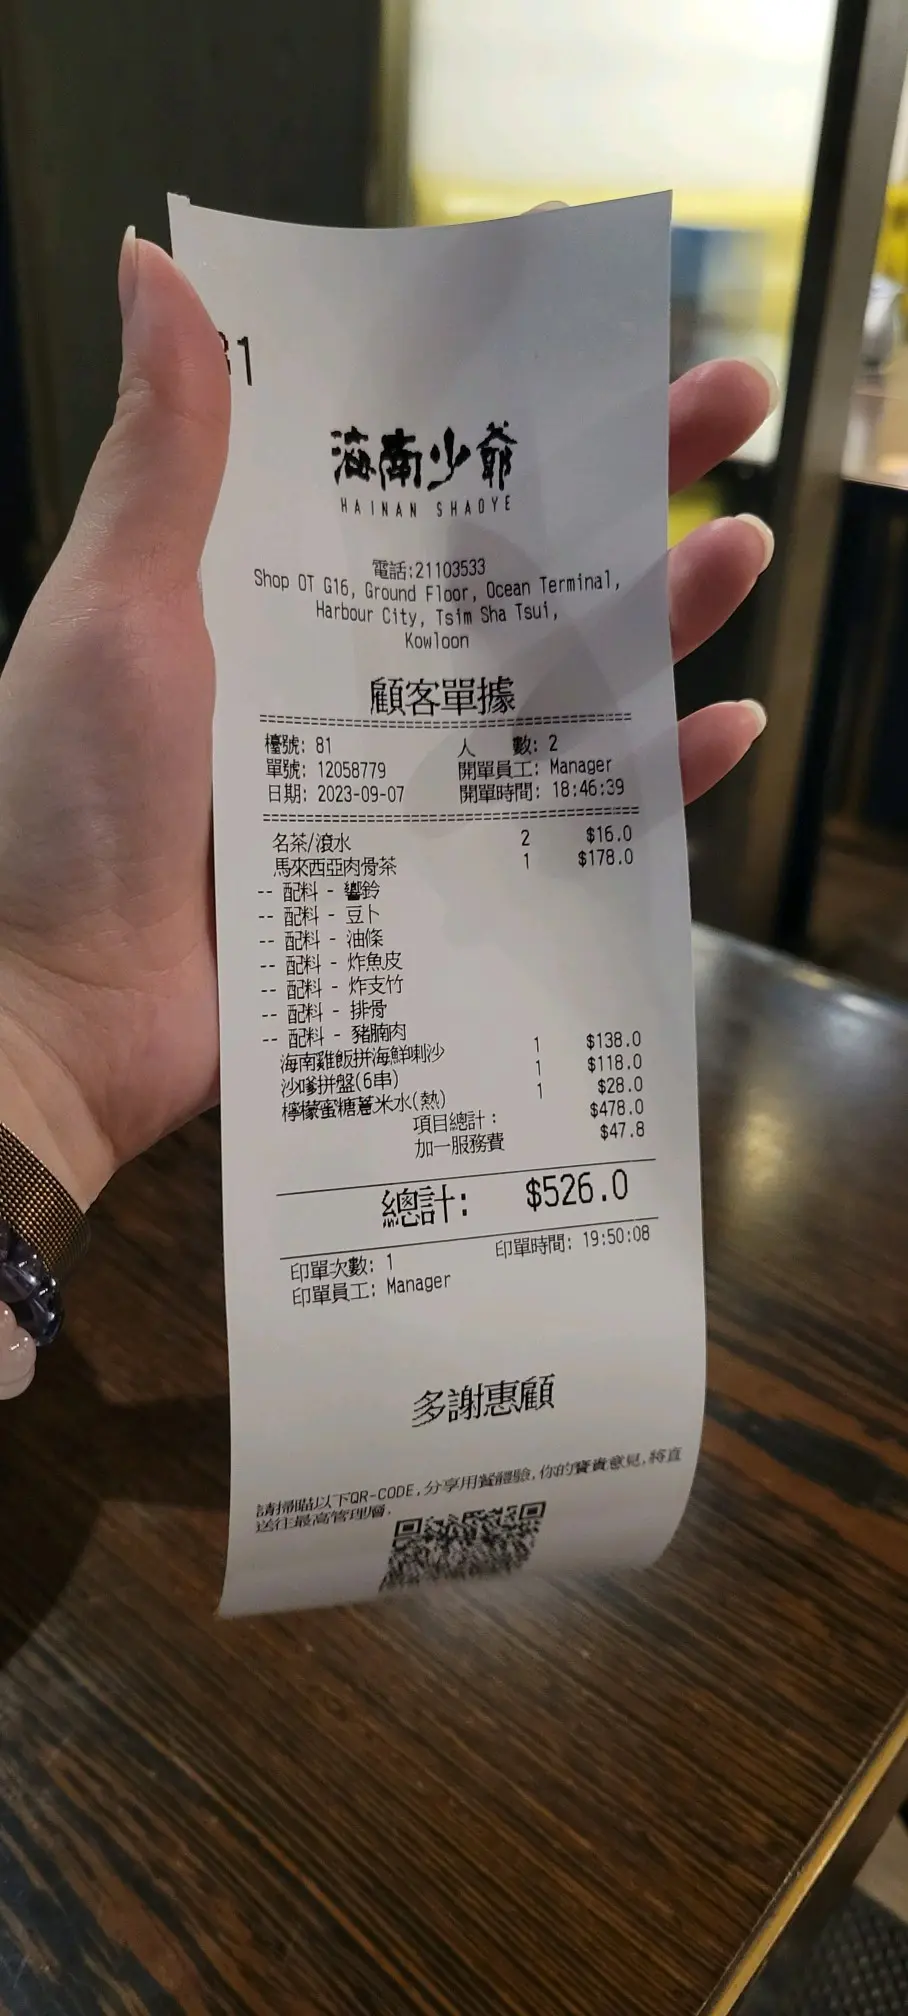 81
海南少爺
HAINAN SHAOYE
電話:21103533
Shop OT G16, Ground Floor, Ocean Terminal,
Harbour City, Tsim Sha Tsui,
Kowloon
顧客單據
檯號: 81 人 數: 2
單號: 12058779 開單員工: Manager
日期: 2023-09-07 開單時間: 18:46:39
名茶/滾水 2 $16.0
馬來西亞肉骨茶 1 $178.0
-- 配料 - 響鈴
-- 配料 - 豆卜
-- 配料 - 油條
-- 配料 - 炸魚皮
-- 配料 - 炸支竹
-- 配料 - 排骨
-- 配料 - 豬腩肉
海南雞飯拼海鮮喇沙 1 $138.0
沙嗲拼盤(6串) 1 $118.0
檸檬蜜糖薏米水(熱) 1 $28.0
項目總計: $478.0
加一服務費 $47.8
總計: $526.0
印單次數: 1 印單時間: 19:50:08
印單員工: Manager
多謝惠顧
請掃瞄以下QR-CODE,分享用餐體驗,你的寶貴意見,將直
送往最高管理層.